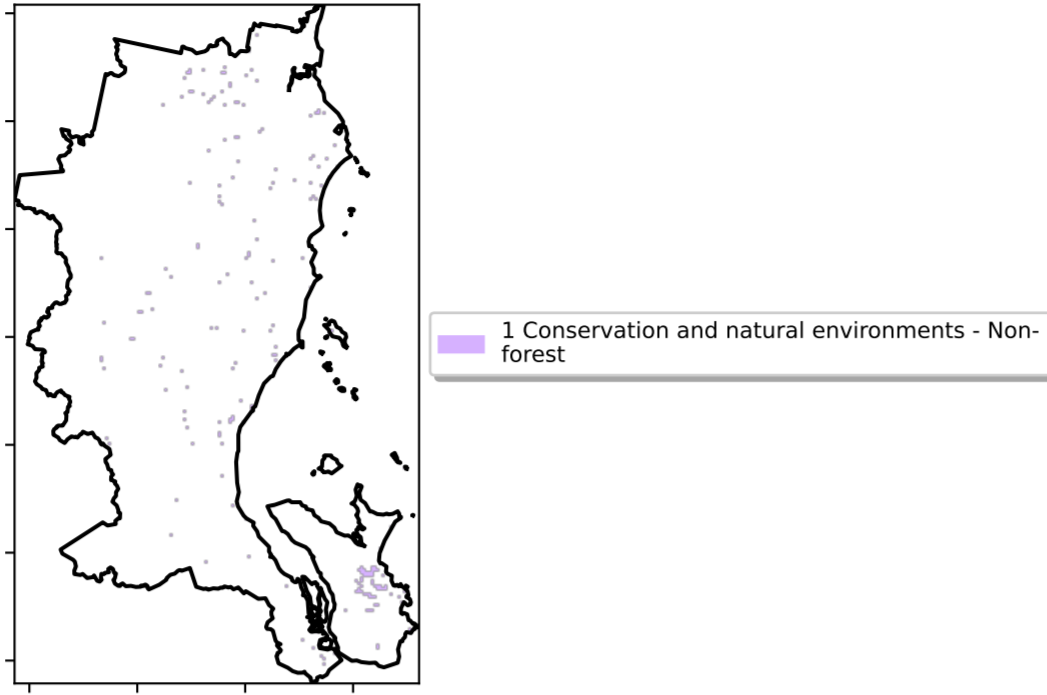 1 Conservation and natural environments - Non-
forest